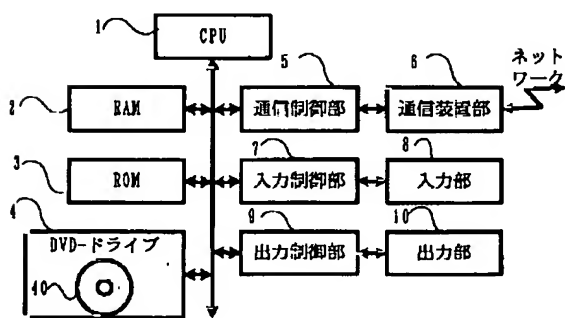 1
CPU
5
6
ネット
ワーク
2
RAM
通信制御部
通信装置部
3
ROM
7
入力制御部
8
入力部
4
DVD-ドライブ
40
9
出力制御部
10
出力部